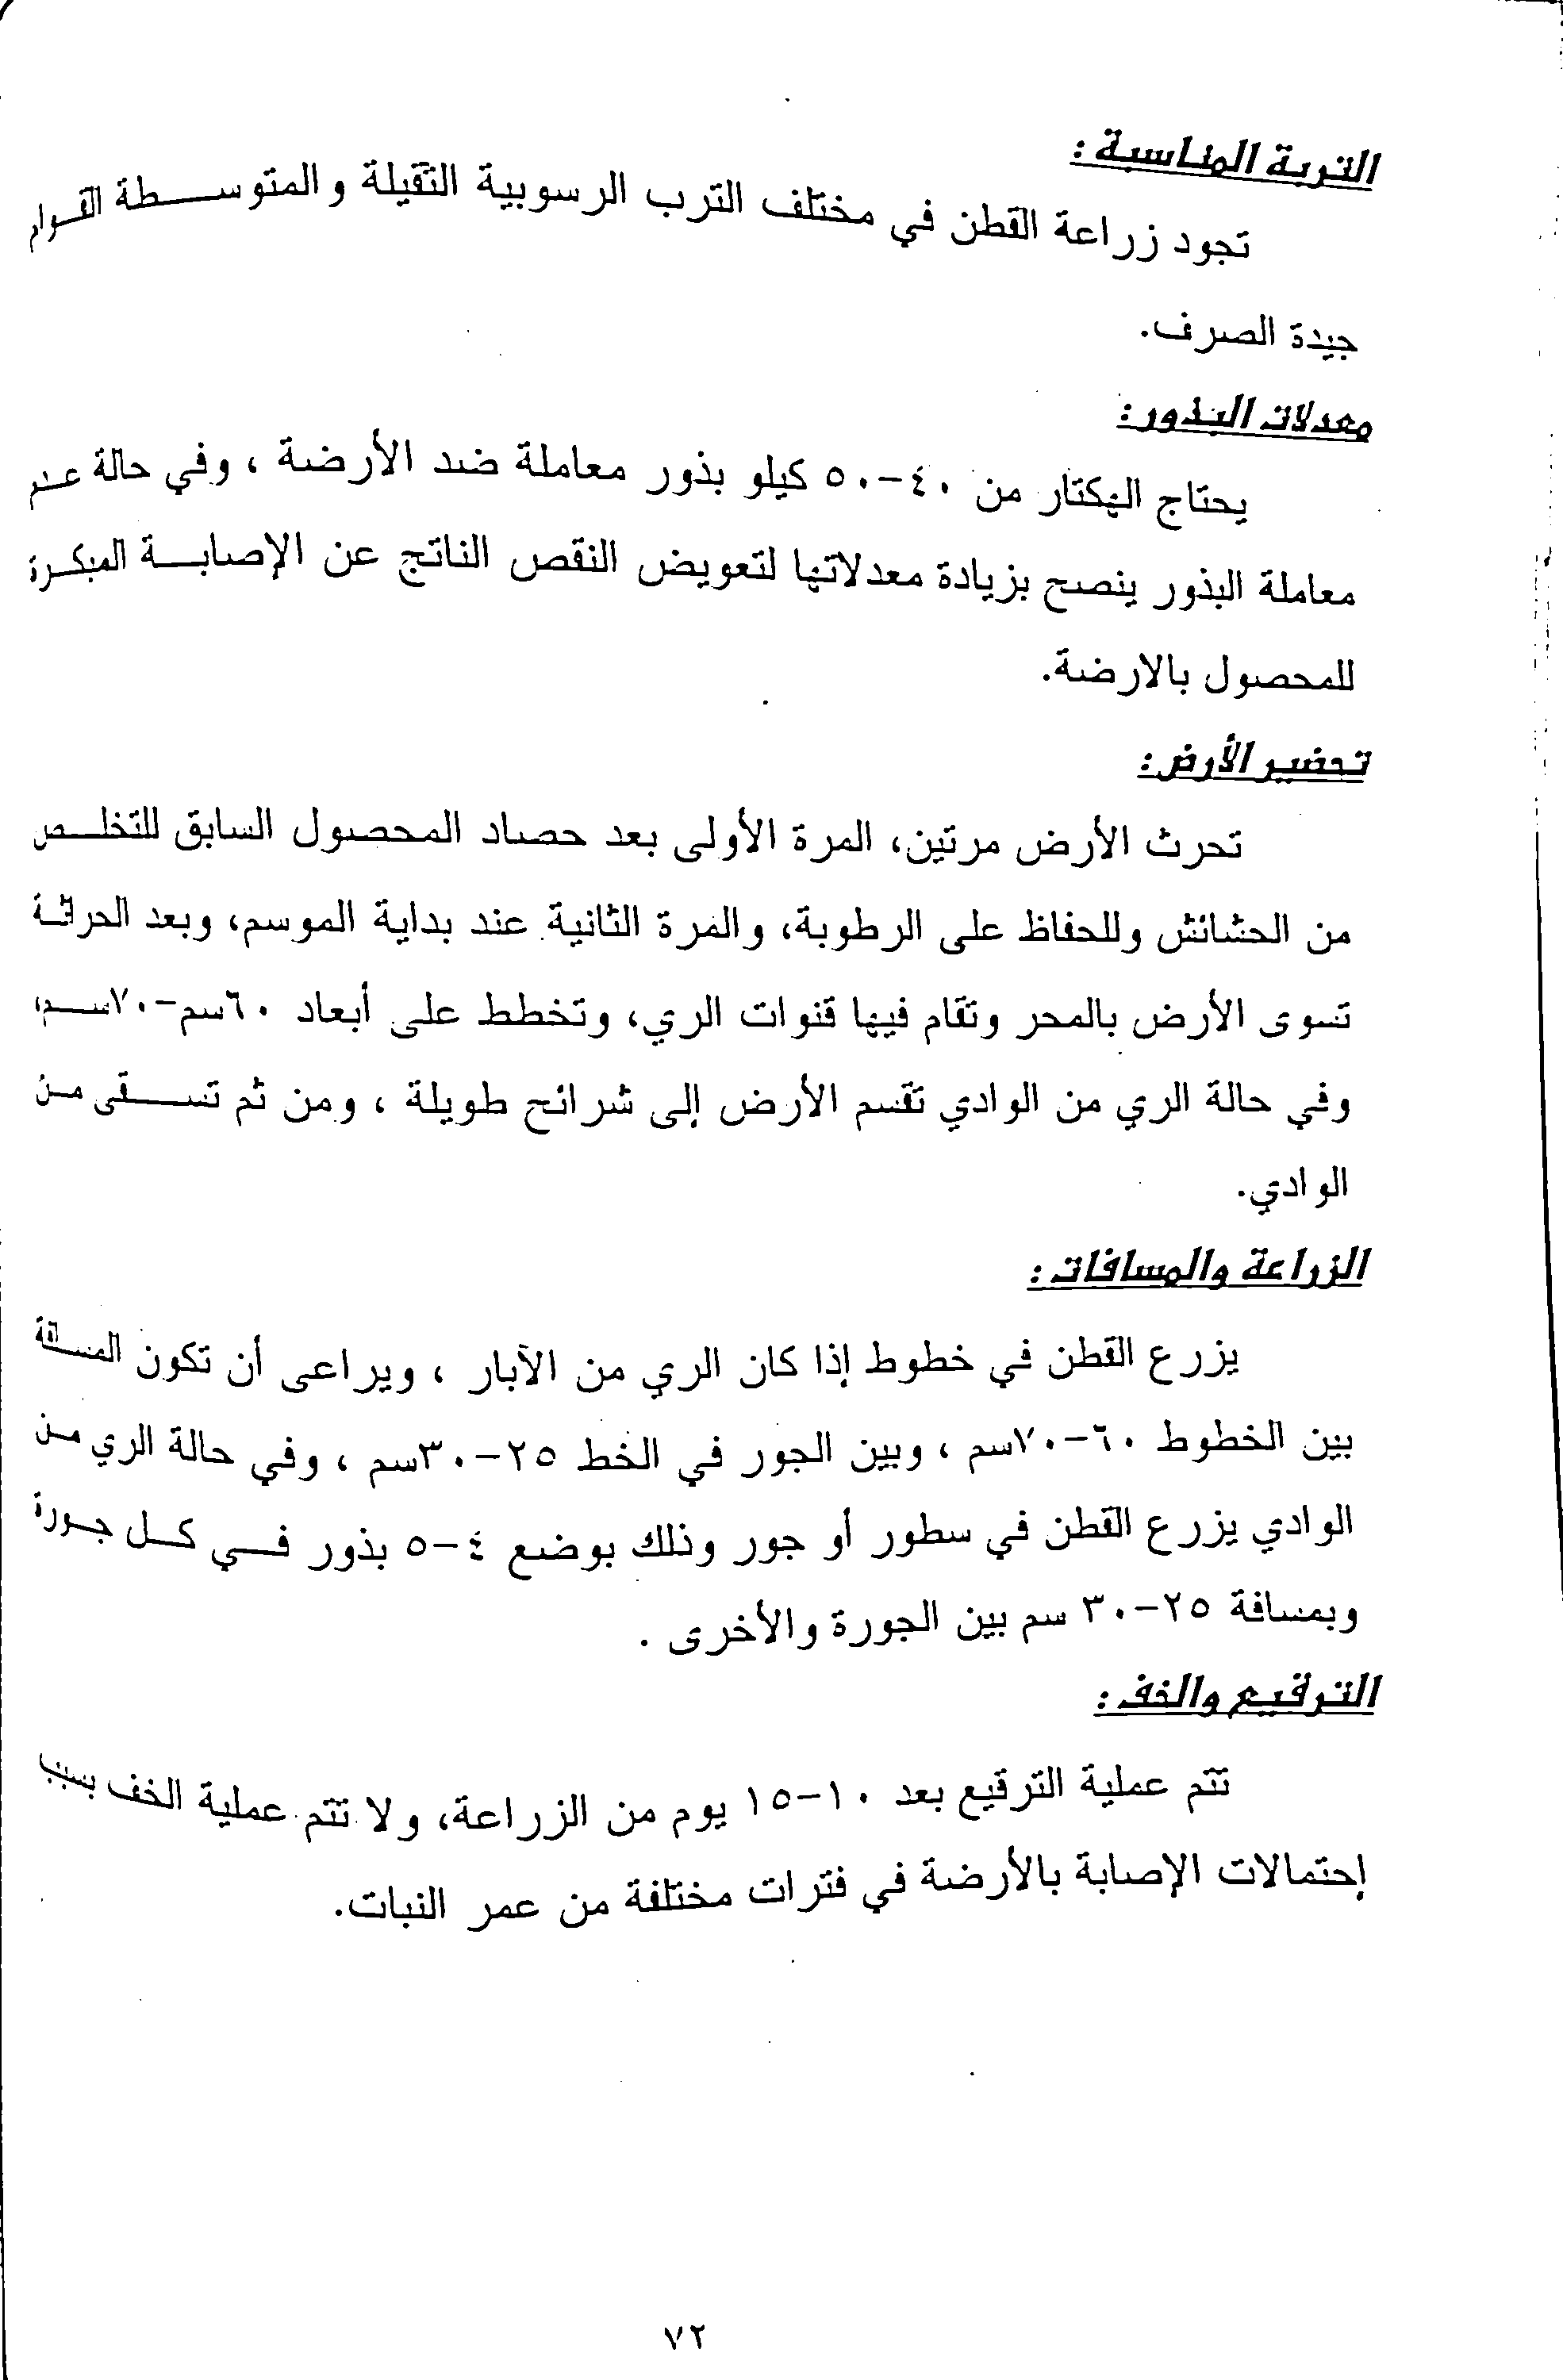 التربة المناسبة :
تجود زراعة القطن في مختلف الترب الرسوبية الثقيلة والمتوسطة القوام
جيدة الصرف.
معدلات البذور:
يحتاج الهكتار من ٤٠-٥٠ كيلو بذور معاملة ضد الأرضة ، وفي حالة عدم
معاملة البذور ينصح بزيادة معدلاتها لتعويض النقص الناتج عن الإصابة المبكرة
للمحصول بالارضة.
تحضير الأرض:
تحرث الأرض مرتين، المرة الأولى بعد حصاد المحصول السابق للتخلص
من الحشائش وللحفاظ على الرطوبة، والمرة الثانية عند بداية الموسم، وبعد الحراثة
تسوى الأرض بالمحر وتقام فيها قنوات الري، وتخطط على أبعاد ٦٠سم-٧٠سم،
وفي حالة الري من الوادي تقسم الأرض إلى شرائح طويلة ، ومن ثم تسقى من
الوادي.
الزراعة والمسافات :
يزرع القطن في خطوط إذا كان الري من الآبار ، ويراعى أن تكون المسافة
بين الخطوط ٦٠-٧٠سم ، وبين الجور في الخط ٢٥-٣٠سم ، وفي حالة الري من
الوادي يزرع القطن في سطور أو جور وذلك بوضع ٤-٥ بذور في كل جورة
وبمسافة ٢٥-٣٠ سم بين الجورة والأخرى .
الترقيع والخف :
تتم عملية الترقيع بعد ١٠-١٥ يوم من الزراعة، ولا تتم عملية الخف بسبب
إحتمالات الإصابة بالأرضة في فترات مختلفة من عمر النبات.
٧٢